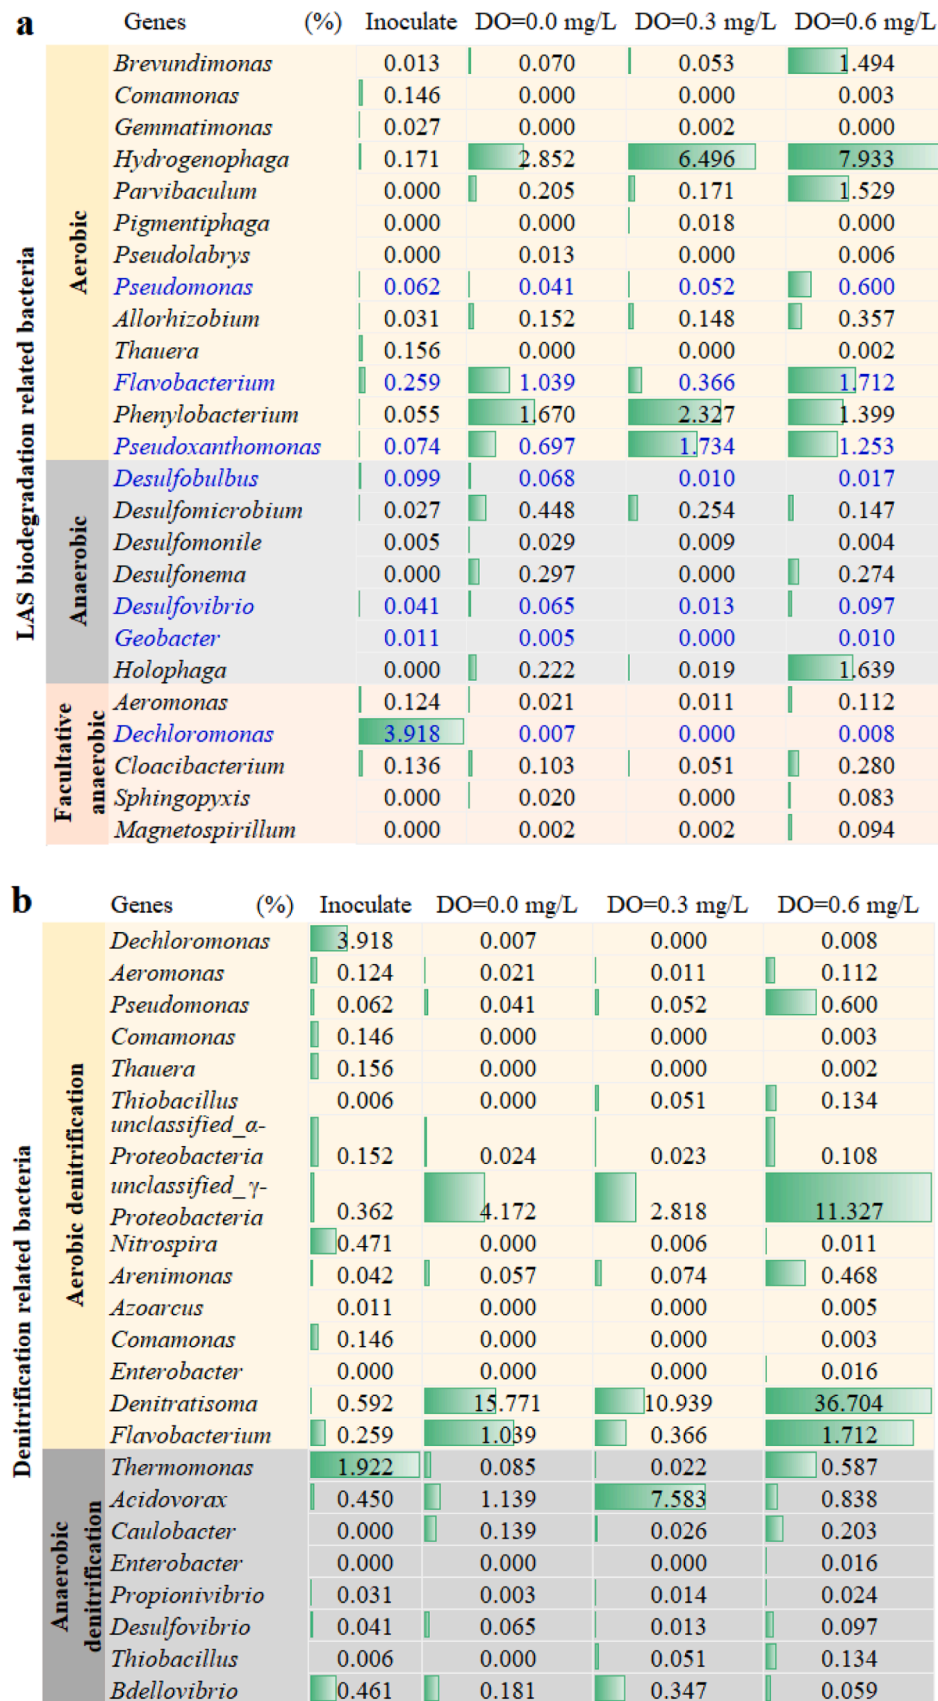 a Genes (%) Inoculate DO=0.0 mg/L DO=0.3 mg/L DO=0.6 mg/L
LAS biodegradation related bacteria
Aerobic
Brevundimonas 0.013 0.070 0.053 1.494
Comamonas 0.146 0.000 0.000 0.003
Gemmatimonas 0.027 0.000 0.002 0.000
Hydrogenophaga 0.171 2.852 6.496 7.933
Parvibaculum 0.000 0.205 0.171 1.529
Pigmentiphaga 0.000 0.000 0.018 0.000
Pseudolabrys 0.000 0.013 0.000 0.006
Pseudomonas 0.062 0.041 0.052 0.600
Allorhizobium 0.031 0.152 0.148 0.357
Thauera 0.156 0.000 0.000 0.002
Flavobacterium 0.259 1.039 0.366 1.712
Phenylobacterium 0.055 1.670 2.327 1.399
Pseudoxanthomonas 0.074 0.697 1.734 1.253
Anaerobic
Desulfobulbus 0.099 0.068 0.010 0.017
Desulfomicrobium 0.027 0.448 0.254 0.147
Desulfomonile 0.005 0.029 0.009 0.004
Desulfonema 0.000 0.297 0.000 0.274
Desulfovibrio 0.041 0.065 0.013 0.097
Geobacter 0.011 0.005 0.000 0.010
Holophaga 0.000 0.222 0.019 1.639
Facultative
anaerobic
Aeromonas 0.124 0.021 0.011 0.112
Dechloromonas 3.918 0.007 0.000 0.008
Cloacibacterium 0.136 0.103 0.051 0.280
Sphingopyxis 0.000 0.020 0.000 0.083
Magnetospirillum 0.000 0.002 0.002 0.094
b Genes (%) Inoculate DO=0.0 mg/L DO=0.3 mg/L DO=0.6 mg/L
Denitrification related bacteria
Aerobic denitrification
Dechloromonas 3.918 0.007 0.000 0.008
Aeromonas 0.124 0.021 0.011 0.112
Pseudomonas 0.062 0.041 0.052 0.600
Comamonas 0.146 0.000 0.000 0.003
Thauera 0.156 0.000 0.000 0.002
Thiobacillus 0.006 0.000 0.051 0.134
unclassified_α-
Proteobacteria 0.152 0.024 0.023 0.108
unclassified_γ-
Proteobacteria 0.362 4.172 2.818 11.327
Nitrospira 0.471 0.000 0.006 0.011
Arenimonas 0.042 0.057 0.074 0.468
Azoarcus 0.011 0.000 0.000 0.005
Comamonas 0.146 0.000 0.000 0.003
Enterobacter 0.000 0.000 0.000 0.016
Denitratisoma 0.592 15.771 10.939 36.704
Flavobacterium 0.259 1.039 0.366 1.712
Anaerobic
denitrification
Thermomonas 1.922 0.085 0.022 0.587
Acidovorax 0.450 1.139 7.583 0.838
Caulobacter 0.000 0.139 0.026 0.203
Enterobacter 0.000 0.000 0.000 0.016
Propionivibrio 0.031 0.003 0.014 0.024
Desulfovibrio 0.041 0.065 0.013 0.097
Thiobacillus 0.006 0.000 0.051 0.134
Bdellovibrio 0.461 0.181 0.347 0.059